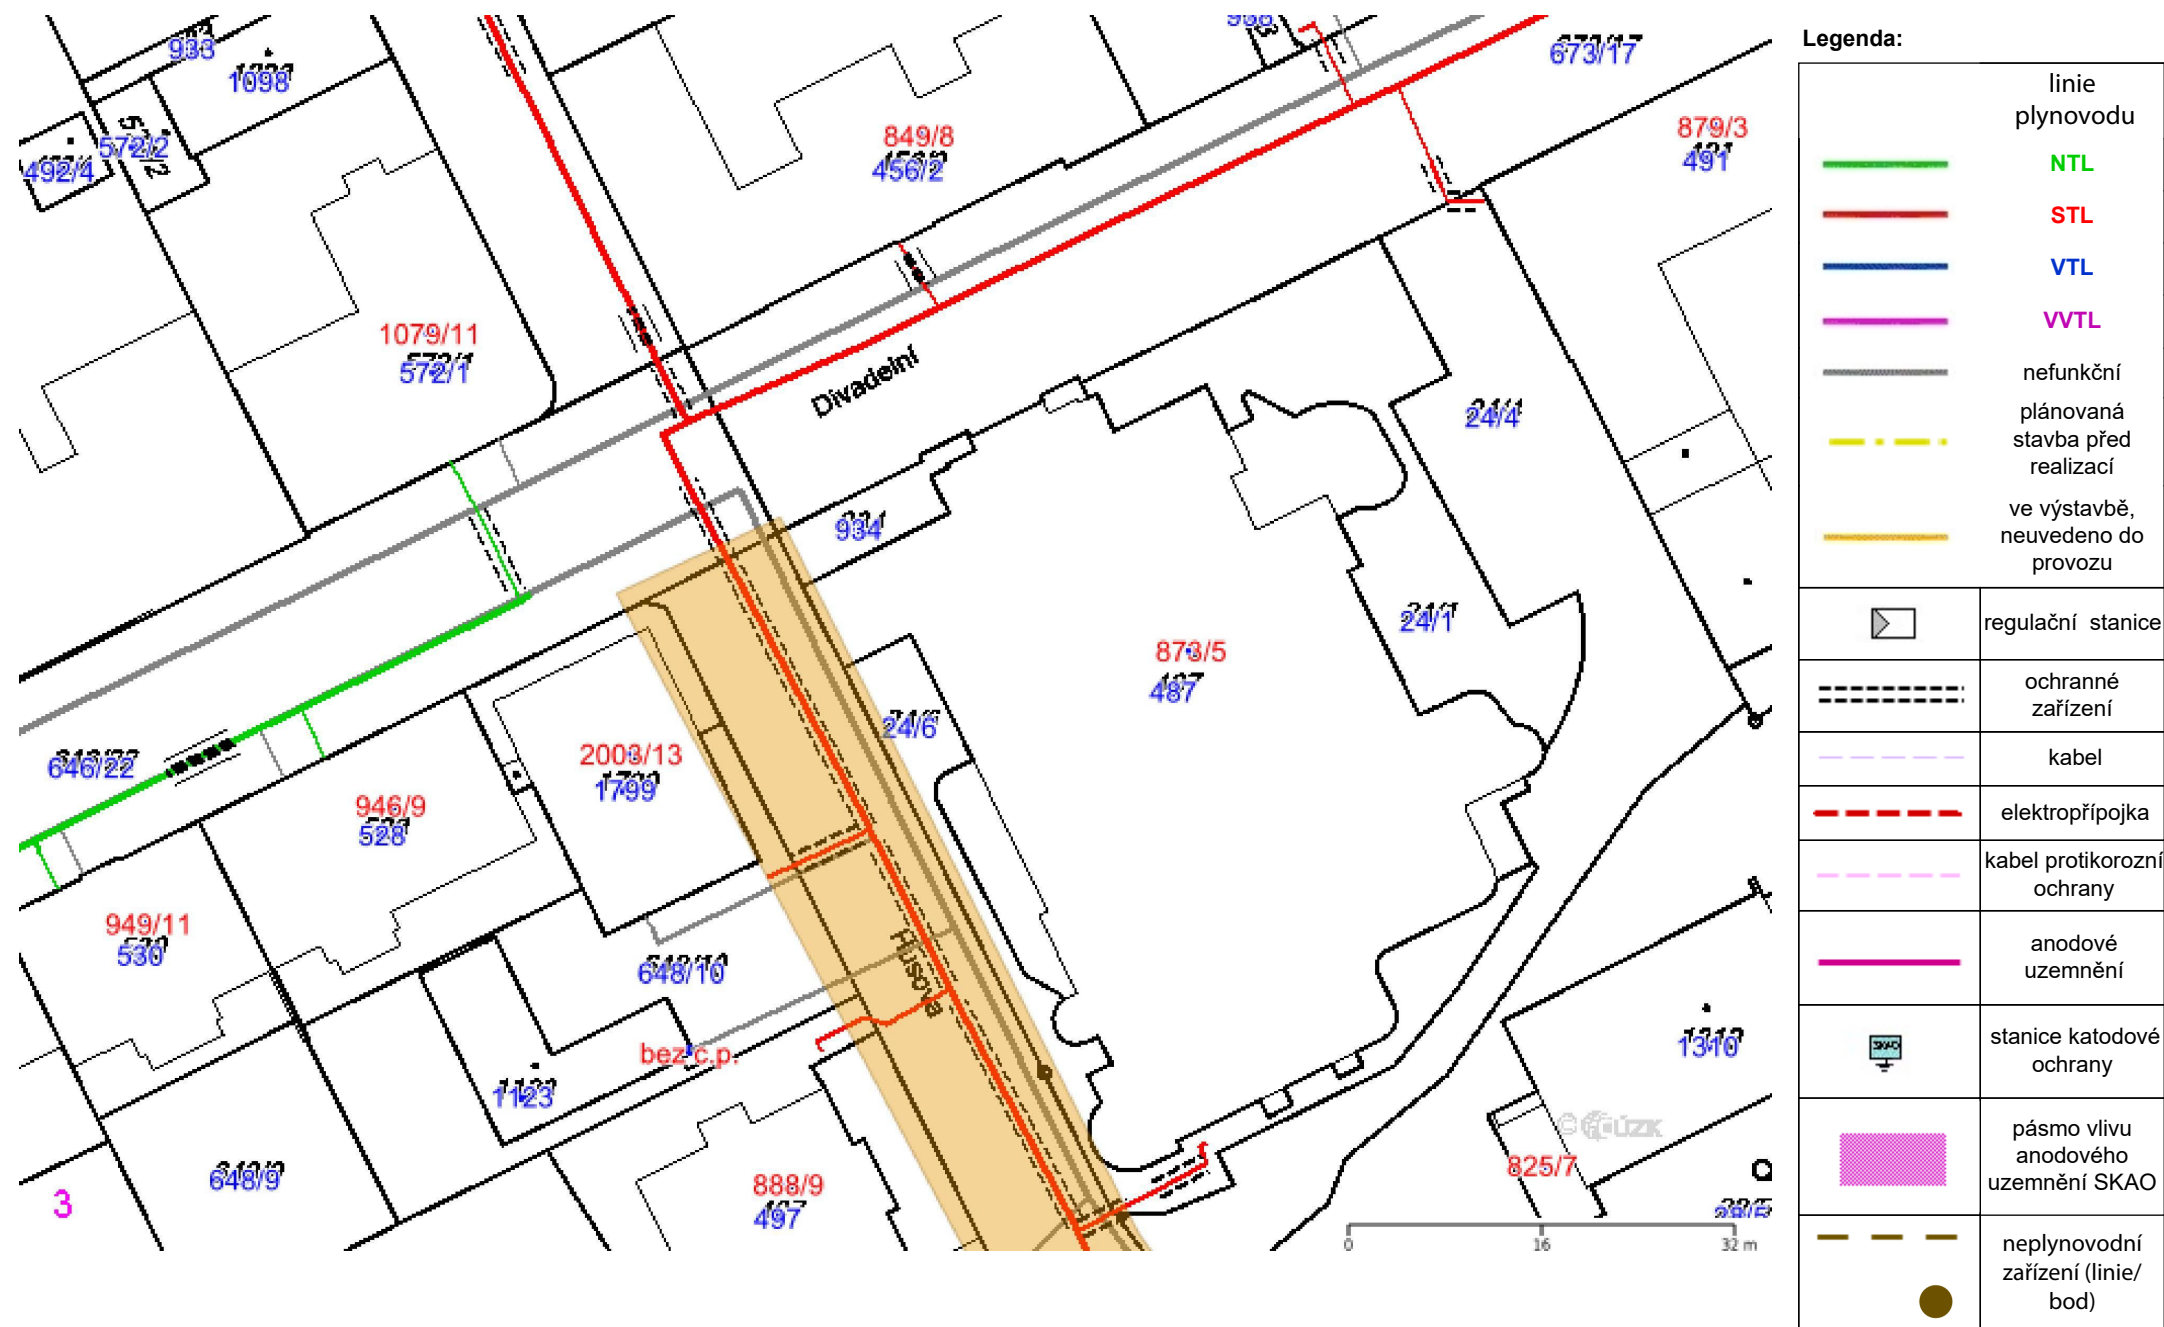 933
1098
572/2
492/4
849/8
456/2
673/17
879/3
491
1079/11
572/1
Divadelní
24/4
934
24/1
873/5
487
24/6
646/22
2003/13
1799
946/9
528
949/11
530
648/10
Husova
bez č.p.
1123
648/9
3
888/9
497
1310
825/7
0
16
32 m
Legenda:
linie
plynovodu
NTL
STL
VTL
VVTL
nefunkční
plánovaná
stavba před
realizací
ve výstavbě,
neuvedeno do
provozu
regulační stanice
ochranné
zařízení
kabel
elektropřípojka
kabel protikorozní
ochrany
anodové
uzemnění
SKAO
stanice katodové
ochrany
pásmo vlivu
anodového
uzemnění SKAO
neplynovodní
zařízení (linie/
bod)